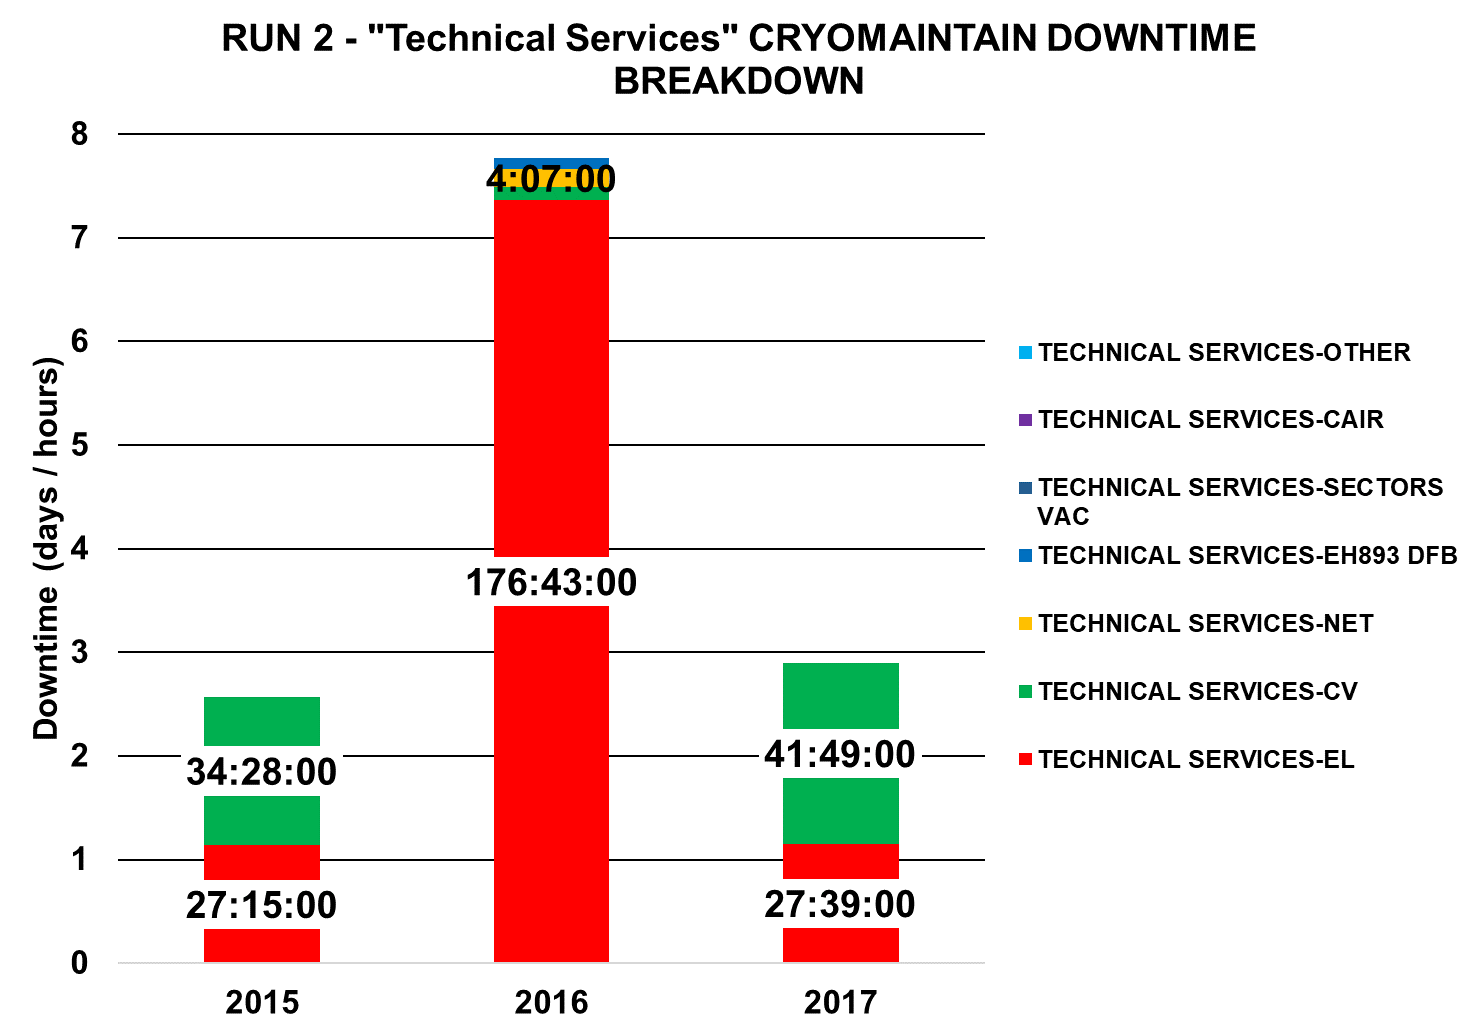 RUN 2 - "Technical Services" CRYOMAINTAIN DOWNTIME
BREAKDOWN
Downtime (days / hours)
8
7
6
5
4
3
2
1
0
4:07:00
176:43:00
34:28:00
41:49:00
27:15:00
27:39:00
2015
2016
2017
TECHNICAL SERVICES-OTHER
TECHNICAL SERVICES-CAIR
TECHNICAL SERVICES-SECTORS
VAC
TECHNICAL SERVICES-EH893 DFB
TECHNICAL SERVICES-NET
TECHNICAL SERVICES-CV
TECHNICAL SERVICES-EL